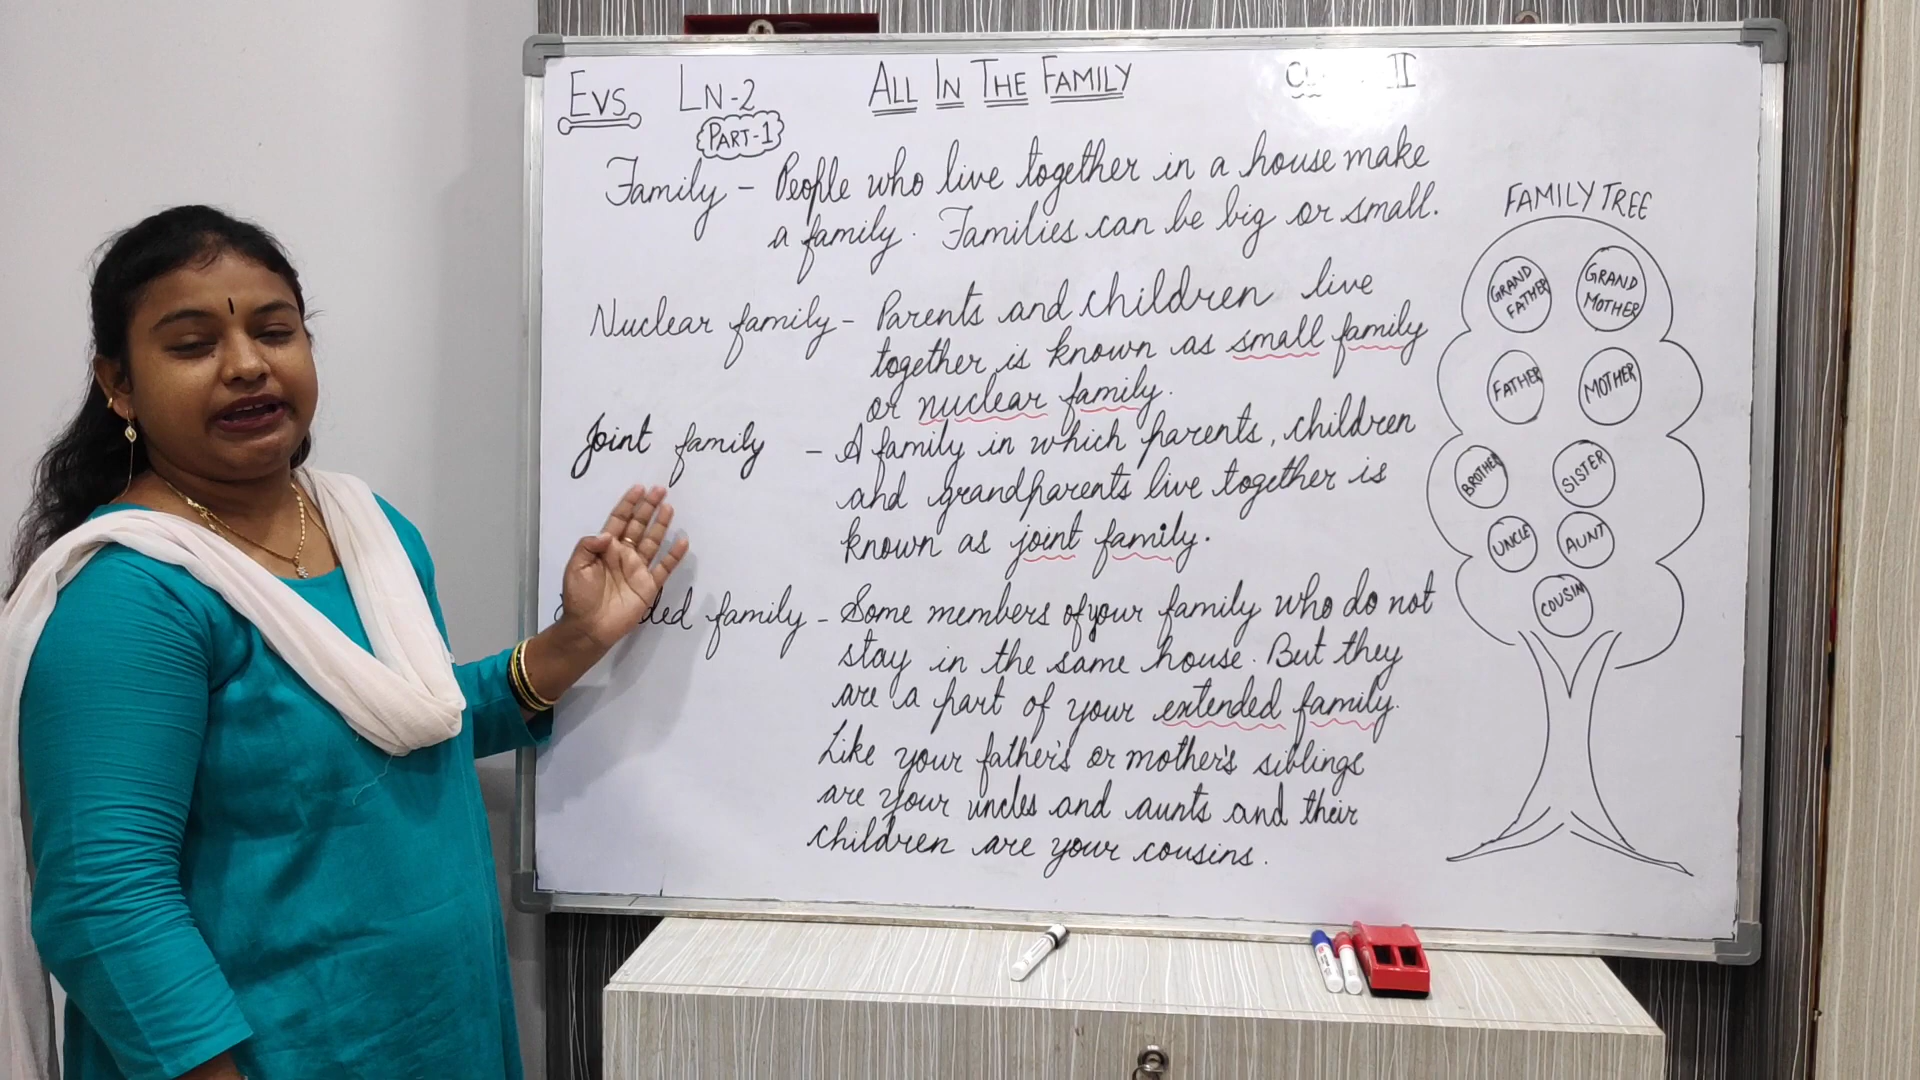 EVS LN-2 ALL IN THE FAMILY II
PART-1
Family - People who live together in a house make
a family. Families can be big or small.
Nuclear family - Parents and children live
together is known as small family
or nuclear family.
Joint family - A family in which parents, children
and grandparents live together is
known as joint family.
family - Some members of your family who do not
stay in the same house. But they
are a part of your extended family.
Like your father's or mother's siblings
are your uncles and aunts and their
children are your cousins.
FAMILY TREE
GRAND
FATHER
GRAND
MOTHER
FATHER
MOTHER
BROTHER
SISTER
UNCLE
AUNT
COUSIN